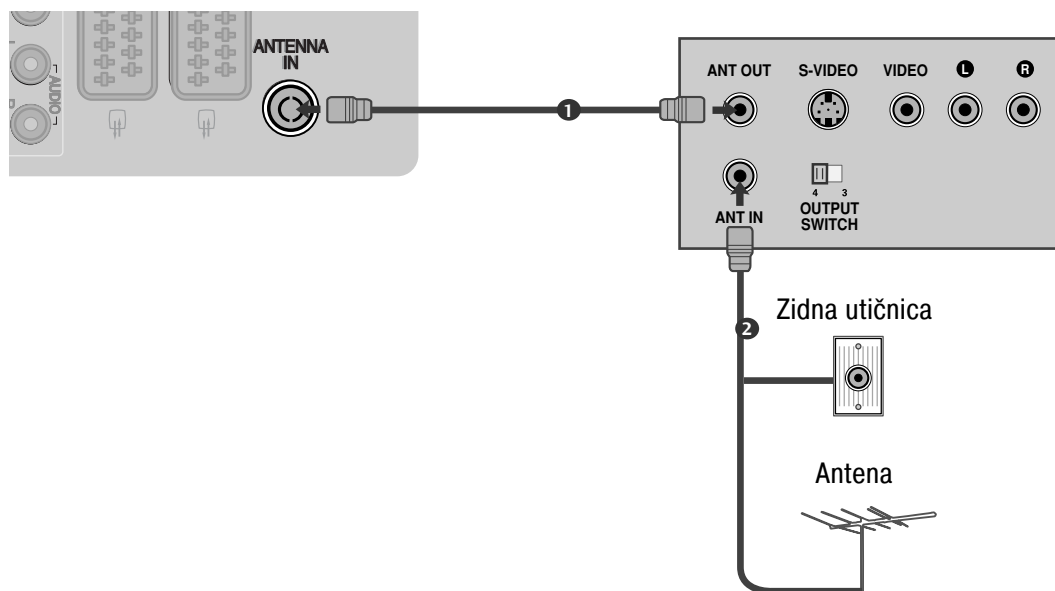 AUDIO
ANTENNA
IN
1
ANT OUT
S-VIDEO
VIDEO
L
R
ANT IN
4
3
OUTPUT
SWITCH
2
Zidna utičnica
Antena